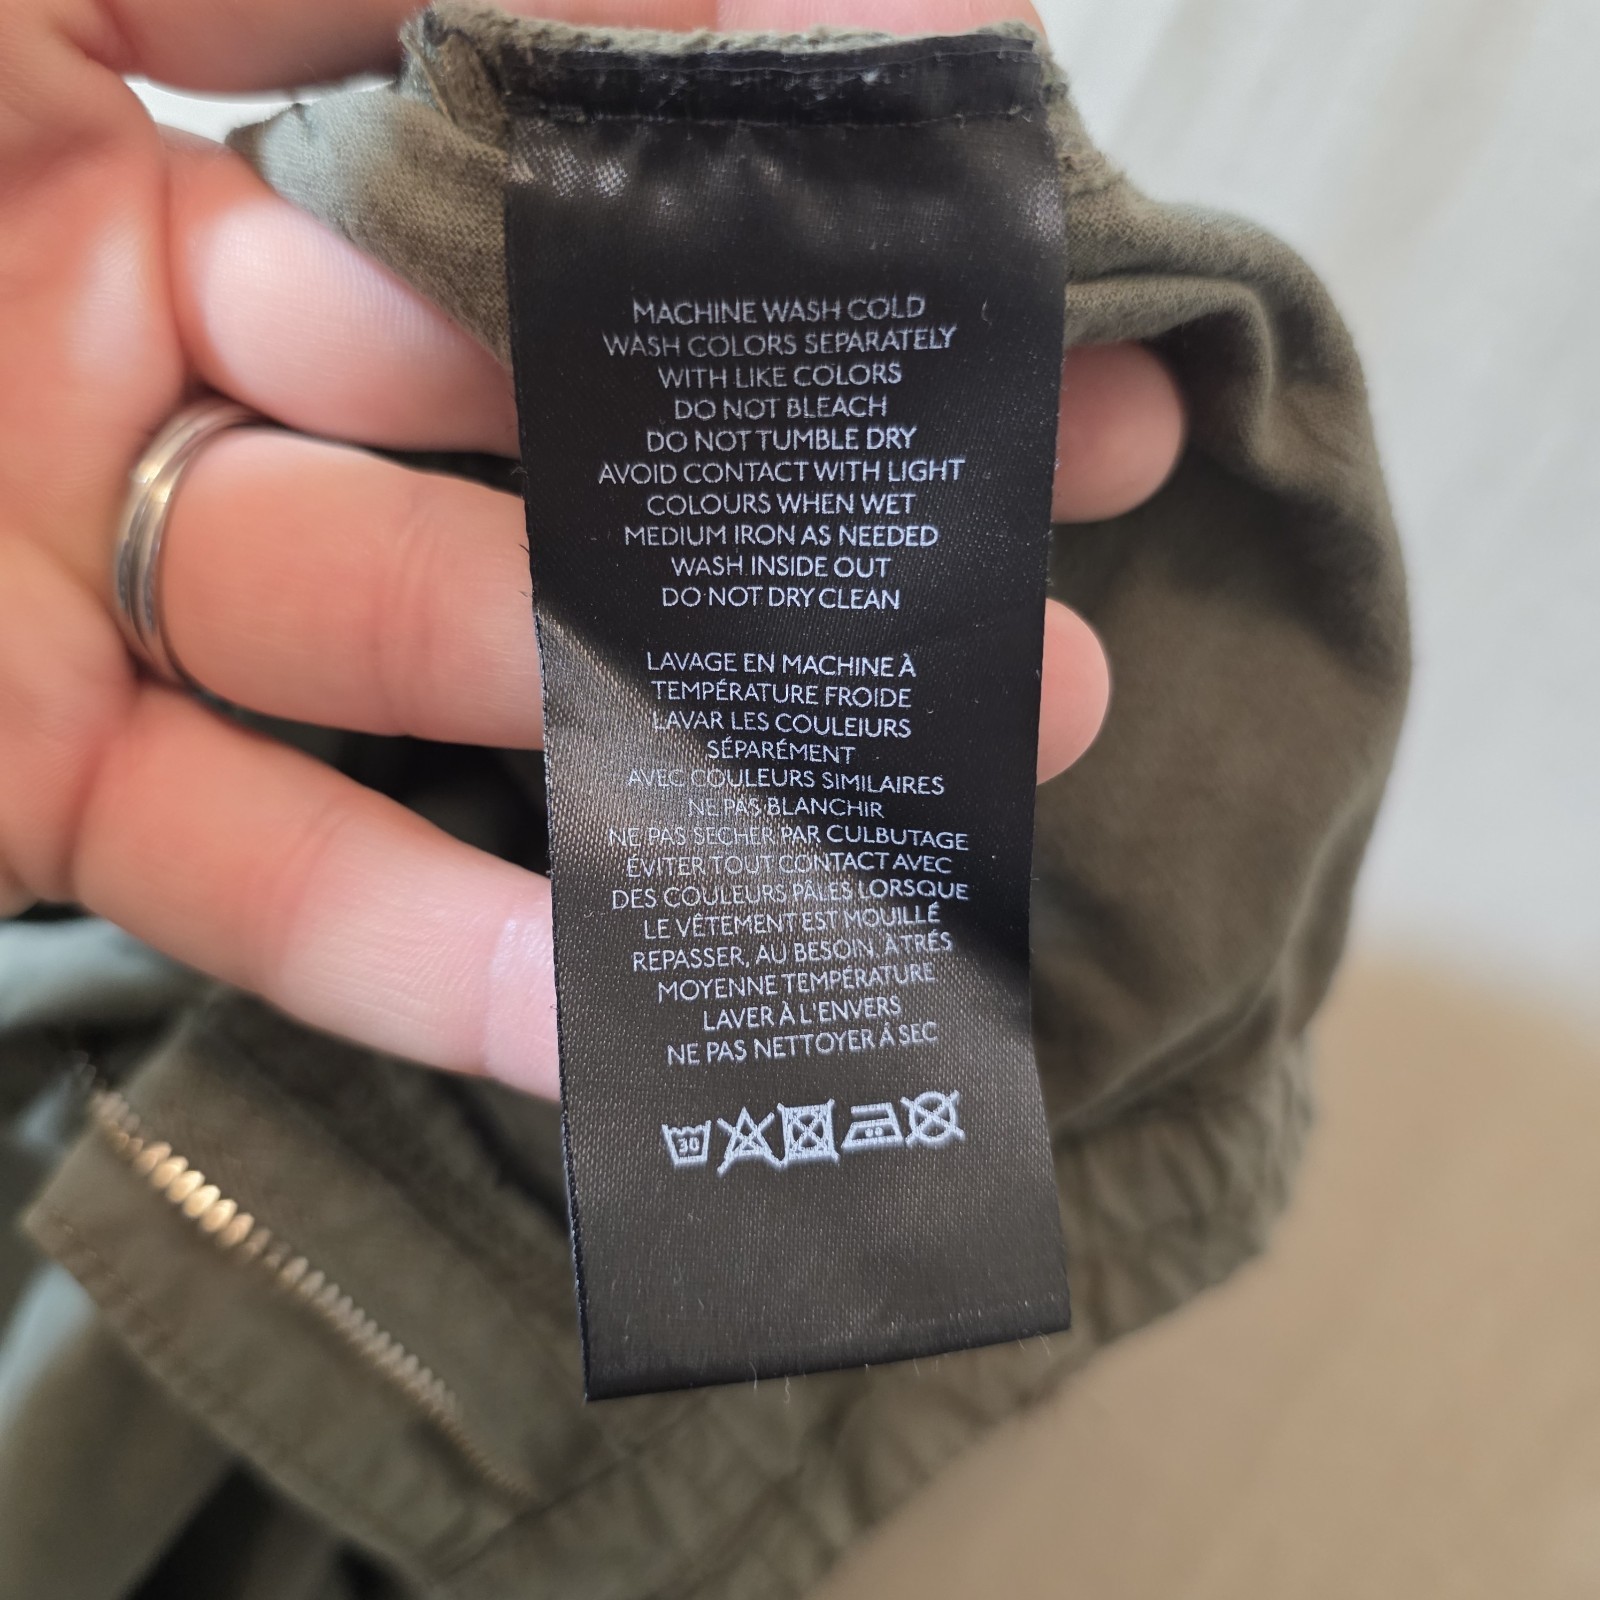 MACHINE WASH COLD
WASH COLORS SEPARATELY
WITH LIKE COLORS
DO NOT BLEACH
DO NOT TUMBLE DRY
AVOID CONTACT WITH LIGHT
COLOURS WHEN WET
MEDIUM IRON AS NEEDED
WASH INSIDE OUT
DO NOT DRY CLEAN
LAVAGE EN MACHINE À
TEMPÉRATURE FROIDE
LAVAR LES COULEIURS
SÉPARÉMENT
AVEC COULEURS SIMILAIRES
NE PAS BLANCHIR
NE PAS SECHER PAR CULBUTAGE
ÉVITER TOUT CONTACT AVEC
DES COULEURS PÂLES LORSQUE
LE VÊTEMENT EST MOUILLÉ
REPASSER, AU BESOIN, À TRÉS
MOYENNE TEMPÉRATURE
LAVER À L'ENVERS
NE PAS NETTOYER Á SEC
30